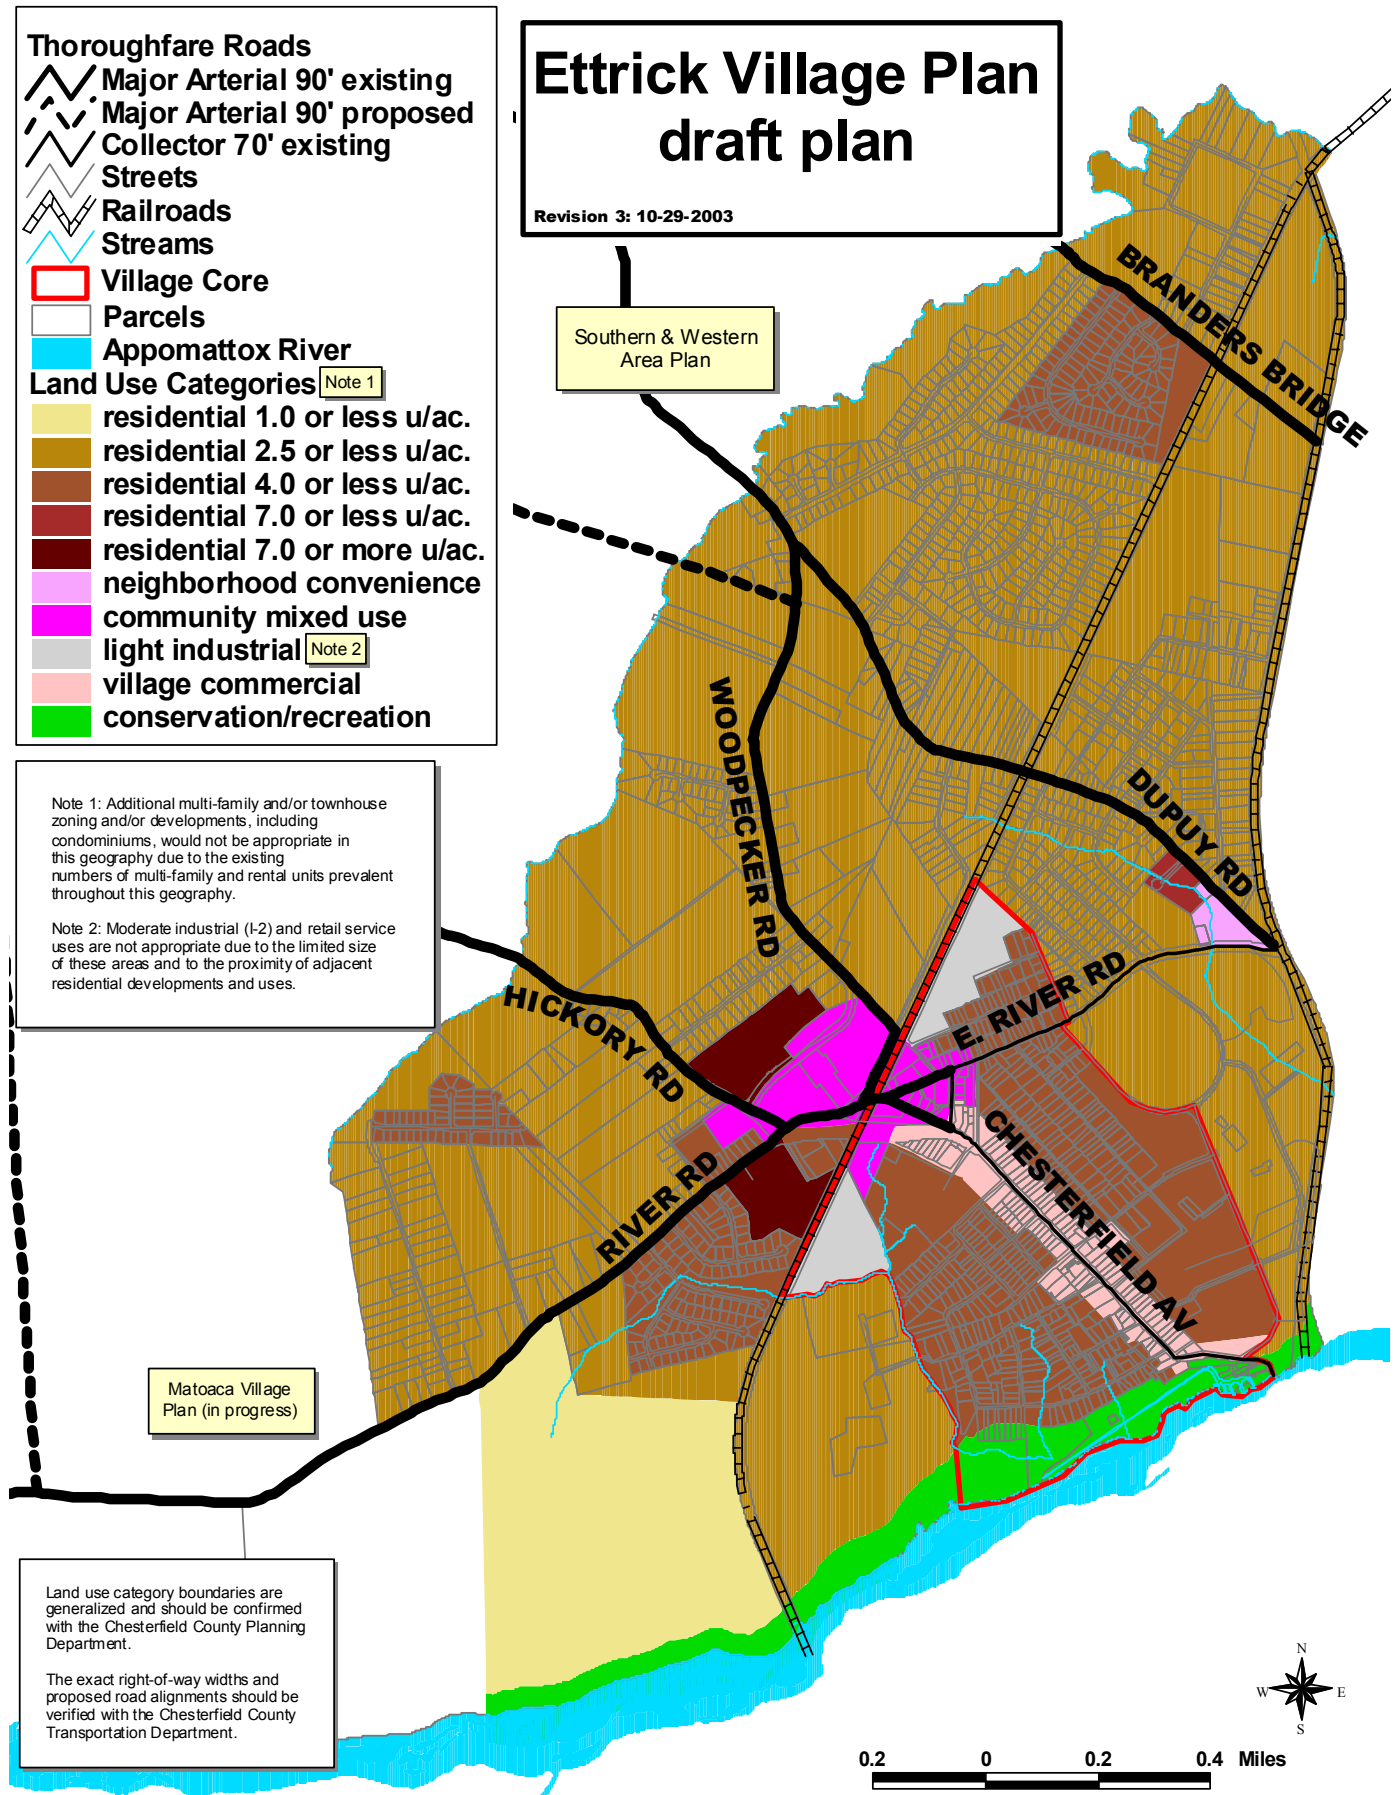 Thoroughfare Roads
Major Arterial 90' existing
Major Arterial 90' proposed
Collector 70' existing
Streets
Railroads
Streams
Village Core
Parcels
Appomattox River
Land Use Categories Note 1
residential 1.0 or less u/ac.
residential 2.5 or less u/ac.
residential 4.0 or less u/ac.
residential 7.0 or less u/ac.
residential 7.0 or more u/ac.
neighborhood convenience
community mixed use
light industrial Note 2
village commercial
conservation/recreation
Ettrick Village Plan
draft plan
Revision 3: 10-29-2003
Southern & Western
Area Plan
BRANDERS BRIDGE
WOODPECKER RD
DUPUY RD
HICKORY RD
E. RIVER RD
RIVER RD
CHESTERFIELD AV
Note 1: Additional multi-family and/or townhouse
zoning and/or developments, including
condominiums, would not be appropriate in
this geography due to the existing
numbers of multi-family and rental units prevalent
throughout this geography.
Note 2: Moderate industrial (I-2) and retail service
uses are not appropriate due to the limited size
of these areas and to the proximity of adjacent
residential developments and uses.
Matoaca Village
Plan (in progress)
Land use category boundaries are
generalized and should be confirmed
with the Chesterfield County Planning
Department.
The exact right-of-way widths and
proposed road alignments should be
verified with the Chesterfield County
Transportation Department.
N
W E
S
0.2 0 0.2 0.4 Miles